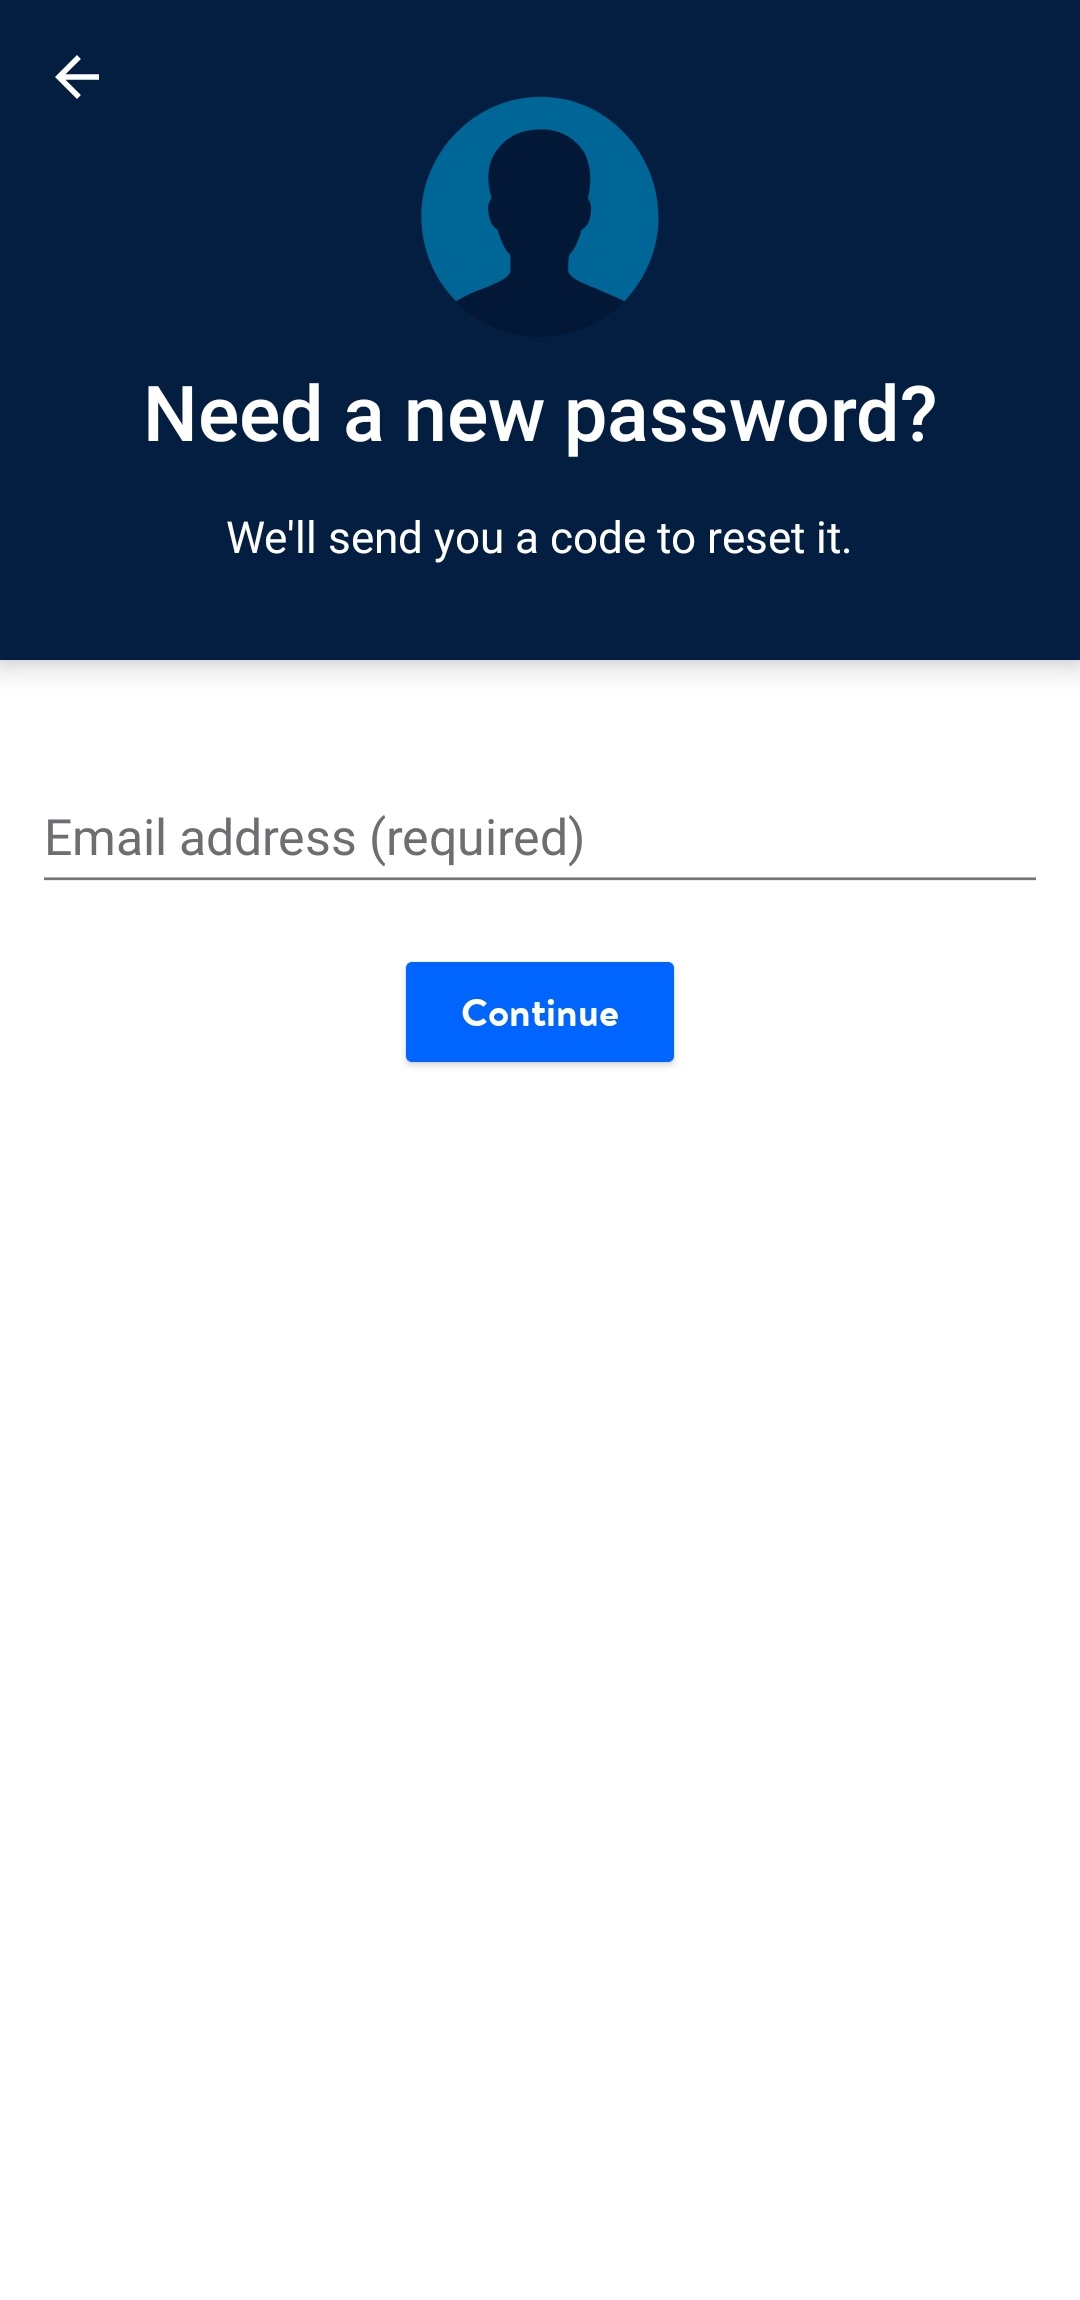 Need a new password?
We'll send you a code to reset it.
Email address (required)
Continue